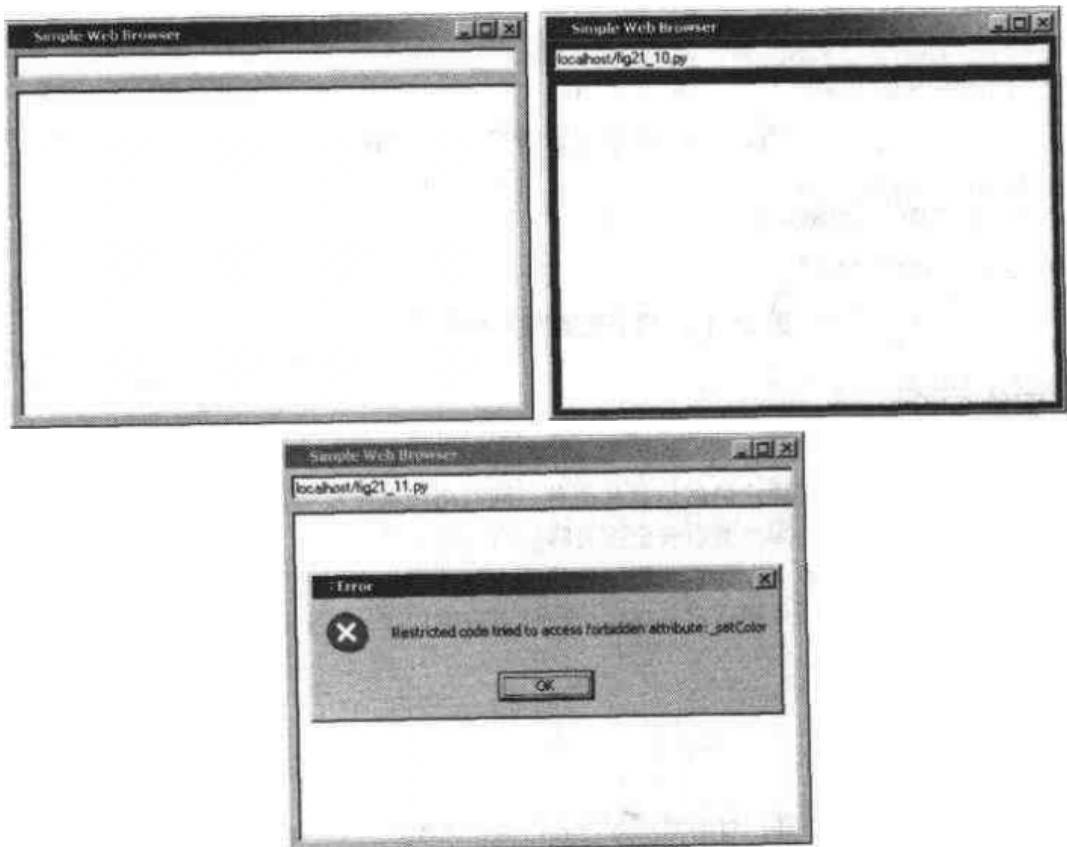 Simple Web Browser
Simple Web Browser
localhost/fig21_10.py
Simple Web Browser
localhost/fig21_11.py
Error
Restricted code tried to access forbidden attribute: _setColor
OK